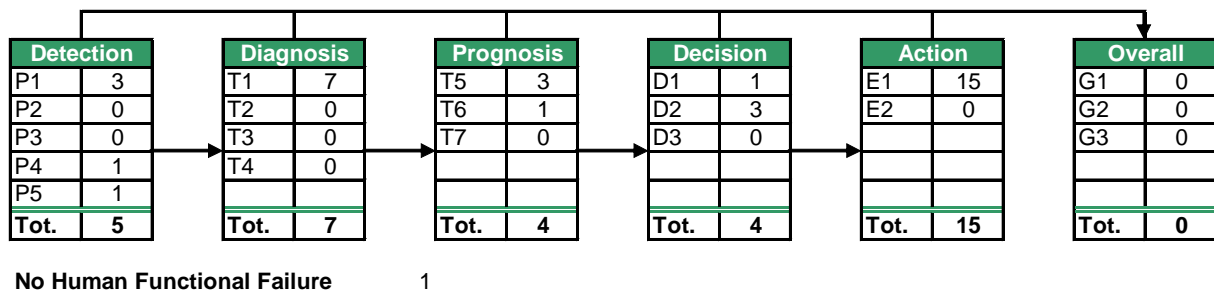 Detection Diagnosis Prognosis Decision Action Overall
P1 3 T1 7 T5 3 D1 1 E1 15 G1 0
P2 0 T2 0 T6 1 D2 3 E2 0 G2 0
P3 0 T3 0 T7 0 D3 0 G3 0
P4 1 T4 0
P5 1
Tot. 5 Tot. 7 Tot. 4 Tot. 4 Tot. 15 Tot. 0
No Human Functional Failure 1